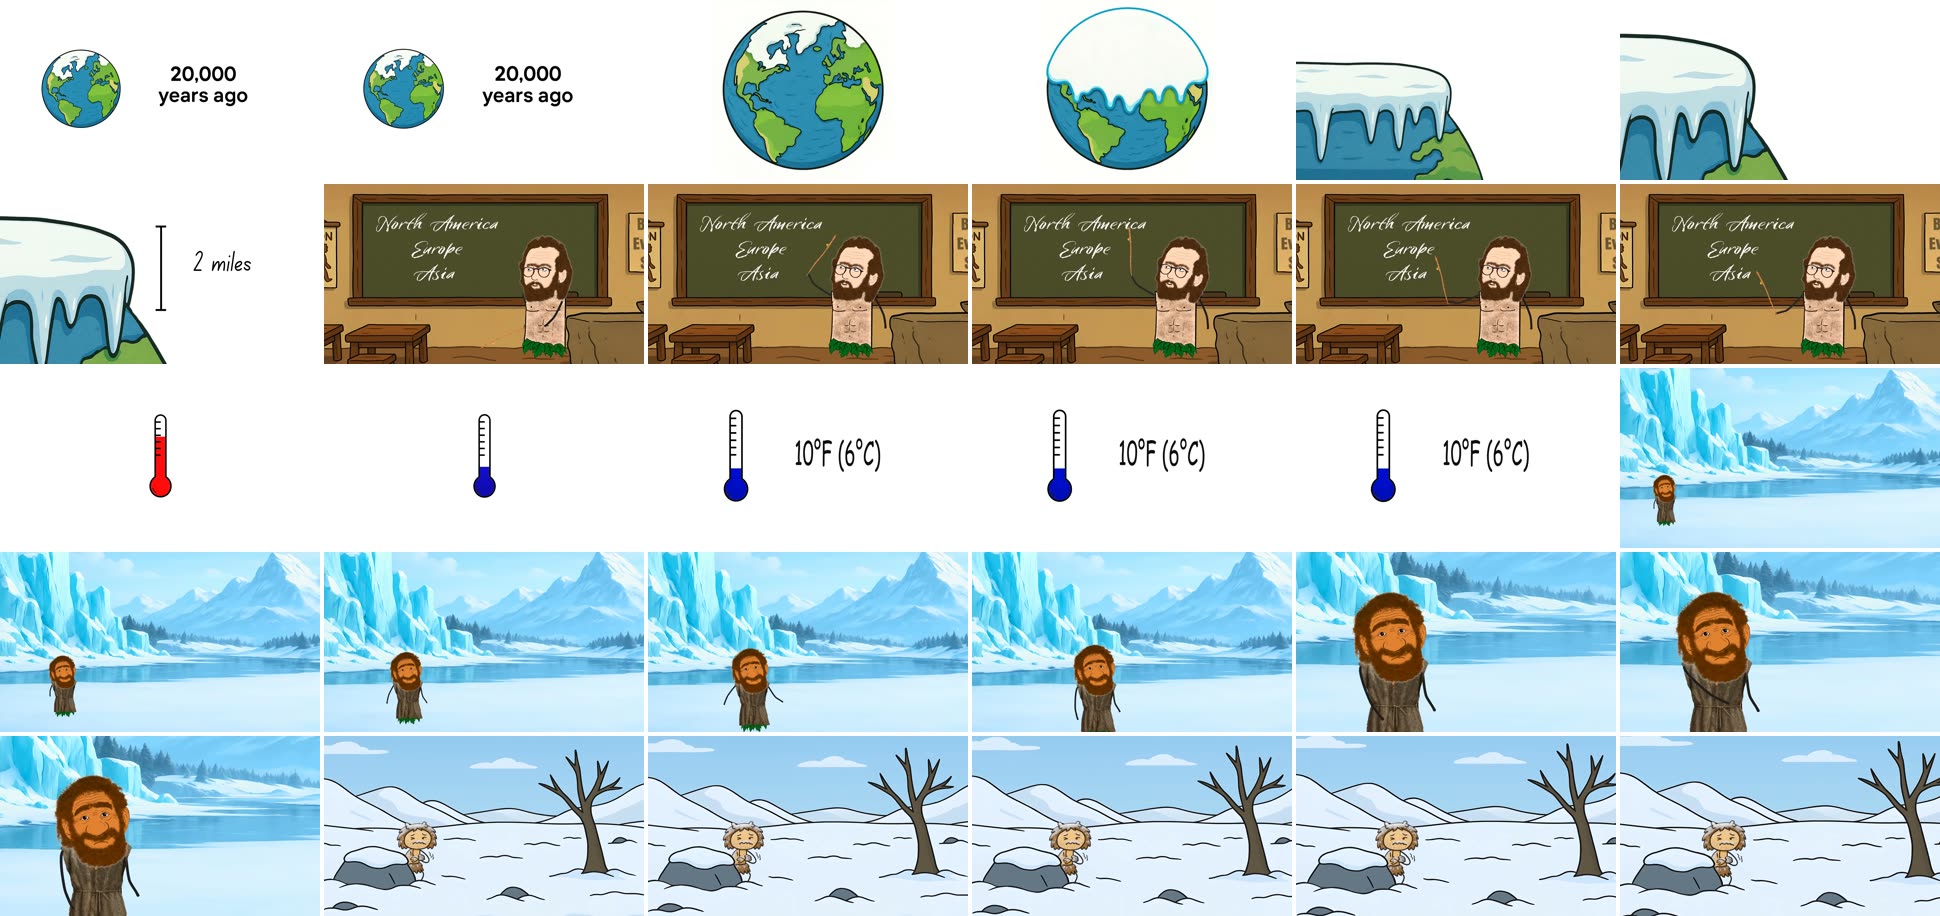 20,000
years ago
20,000
years ago
2 miles
North America
Europe
Asia
North America
Europe
Asia
North America
Europe
Asia
North America
Europe
Asia
North America
Europe
Asia
10°F (6°C)
10°F (6°C)
10°F (6°C)